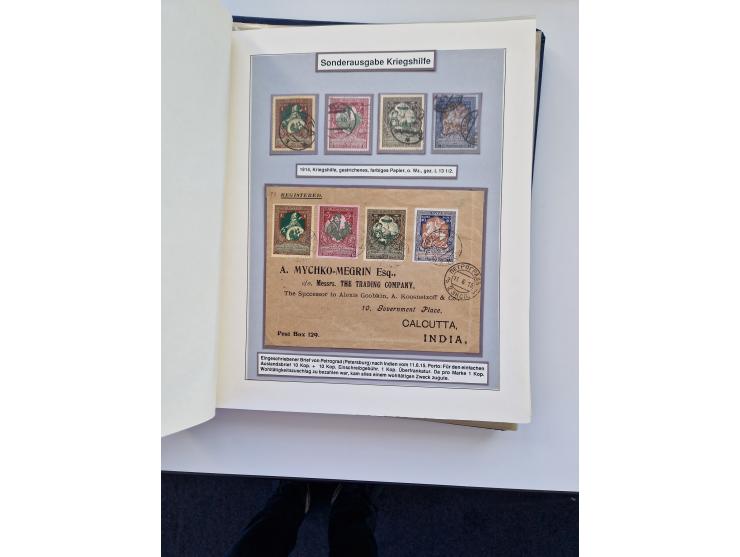 Sonderausgabe Kriegshilfe
1914, Kriegshilfe, gestrichenes, farbiges Papier, o. Wz., gez. L 13 1/2.
REGISTERED.
A. MYCHKO-MEGRIN Esq.,
c/o. Messrs. THE TRADING COMPANY,
The Successor to Alexis Goobkin, A. Kousnetzoff & Co
10, Government Place,
CALCUTTA,
INDIA.
Post Box 129.
Eingeschriebener Brief von Petrograd (Petersburg) nach Indien vom 11.6.15. Porto: Für den einfachen
Auslandsbrief 10 Kop. + 10 Kop. Einschreibgebühr. 1 Kop. Überfrankatur. Da pro Marke 1 Kop.
Wohltätigkeitszuschlag zu bezahlen war, kam alles einem wohltätigen Zweck zugute.